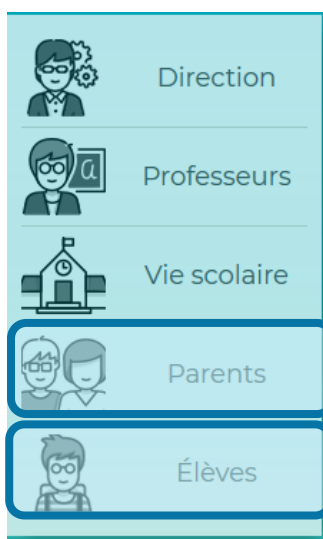 Direction
Professeurs
Vie scolaire
Parents
Élèves